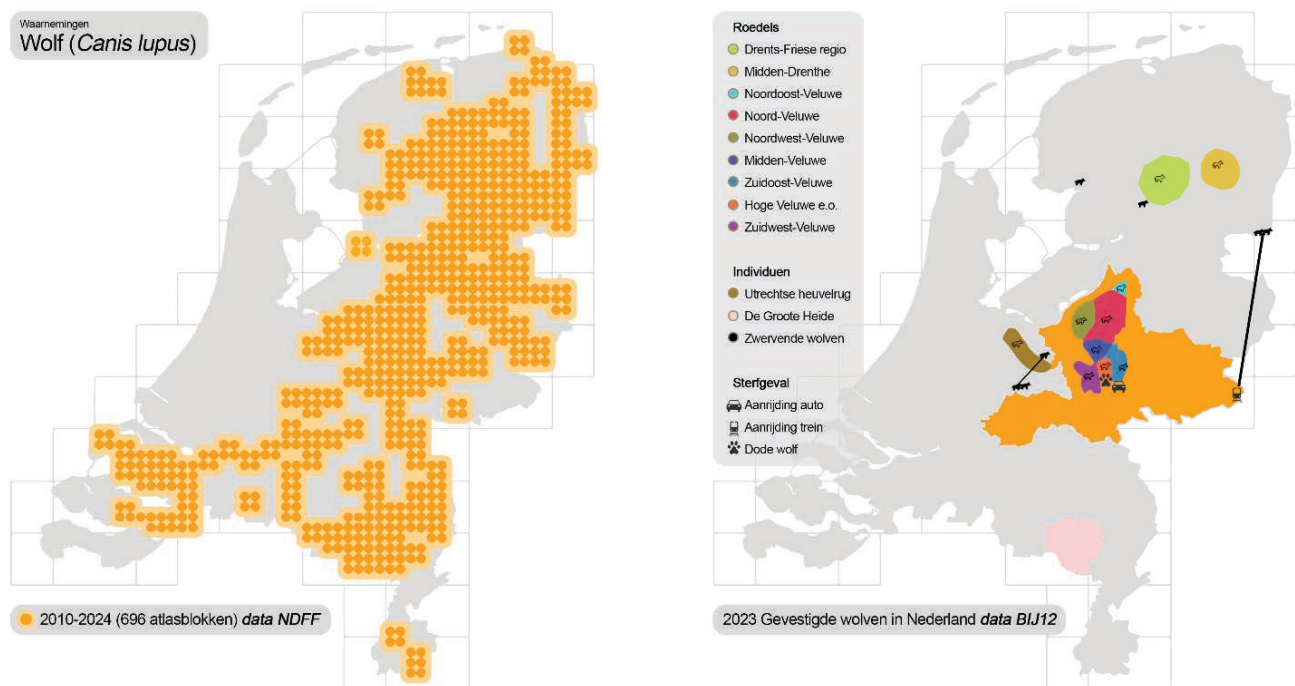 Waarnemingen
Wolf (Canis lupus)
2010-2024 (696 atlasblokken) data NDFF
Roedels
Drents-Friese regio
Midden-Drenthe
Noordoost-Veluwe
Noord-Veluwe
Noordwest-Veluwe
Midden-Veluwe
Zuidoost-Veluwe
Hoge Veluwe e.o.
Zuidwest-Veluwe
Individuen
Utrechtse heuvelrug
De Groote Heide
Zwervende wolven
Sterfgeval
Aanrijding auto
Aanrijding trein
Dode wolf
2023 Gevestigde wolven in Nederland data BIJ12